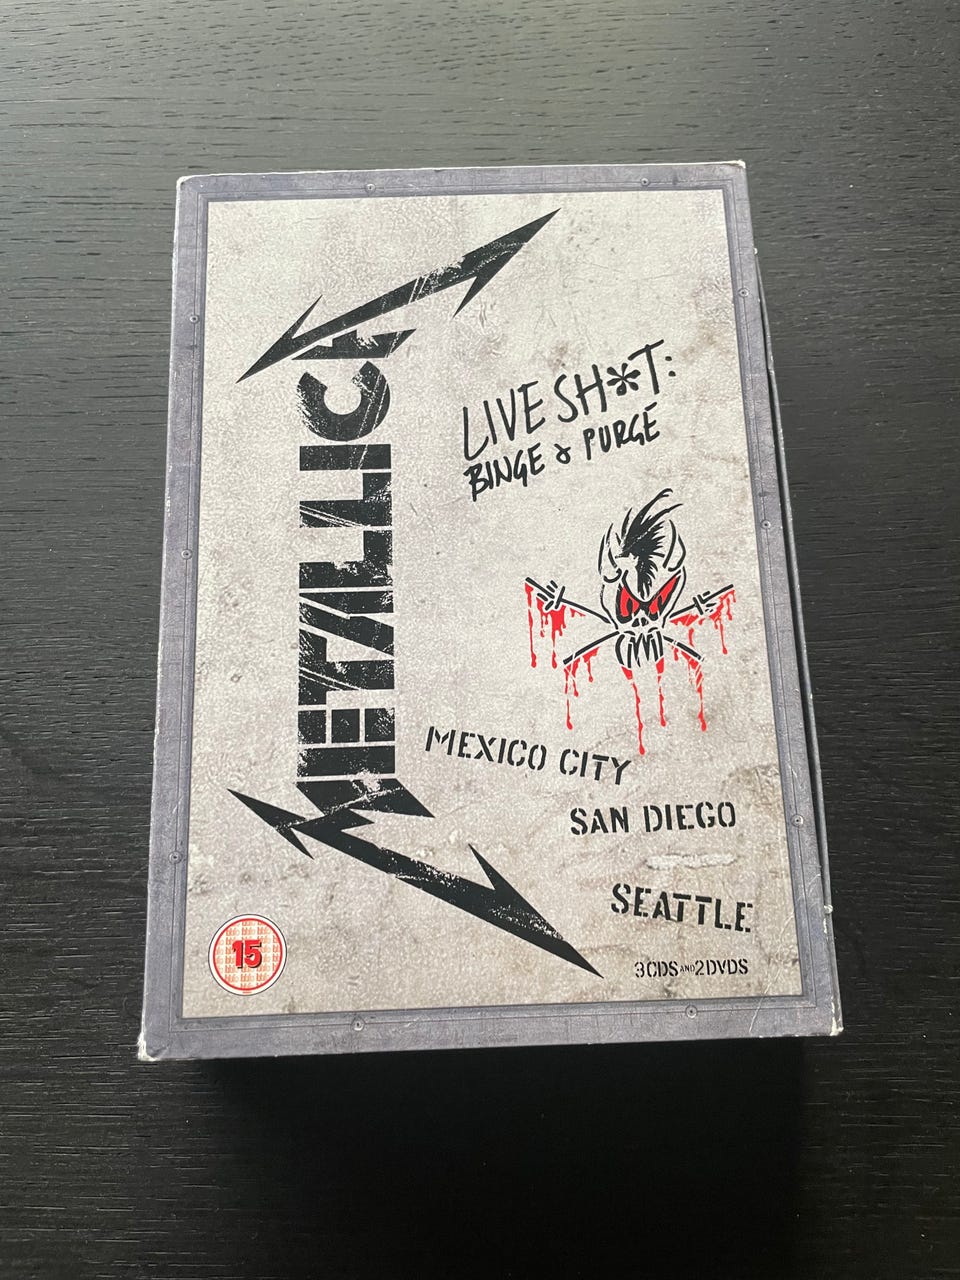 METALLICA
LIVE SH*T:
BINGE & PURGE
MEXICO CITY
SAN DIEGO
SEATTLE
15
3CDS AND 2DVDS